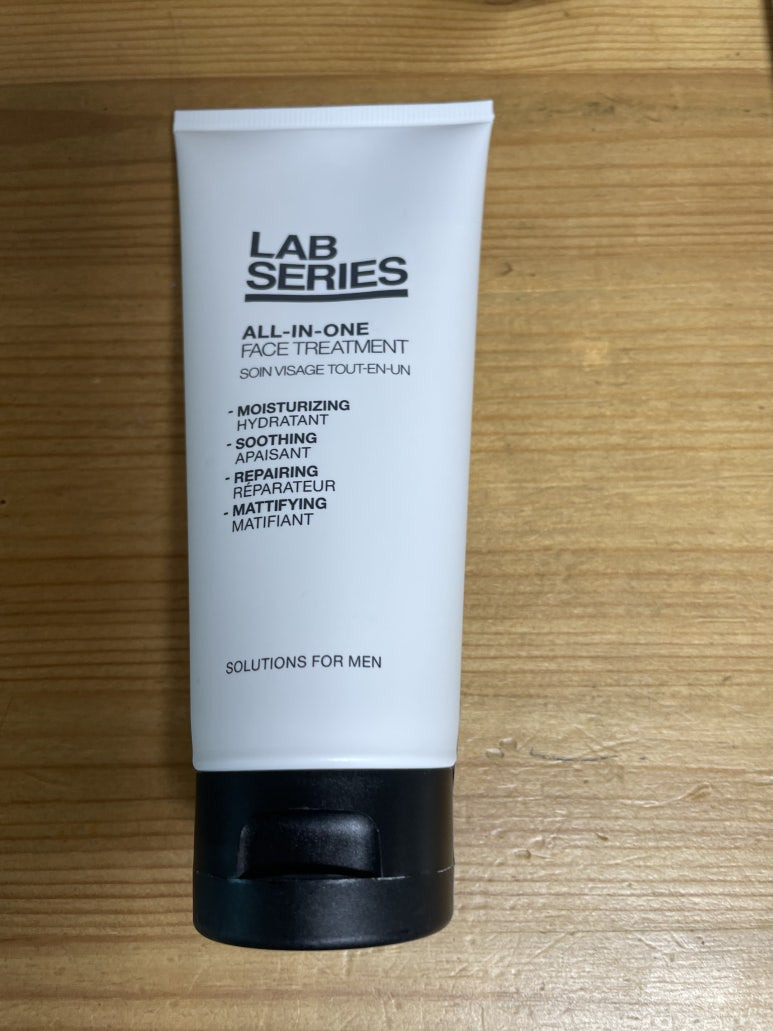 LAB
SERIES
ALL-IN-ONE
FACE TREATMENT
SOIN VISAGE TOUT-EN-UN
- MOISTURIZING
HYDRATANT
- SOOTHING
APAISANT
- REPAIRING
RÉPARATEUR
- MATTIFYING
MATIFIANT
SOLUTIONS FOR MEN